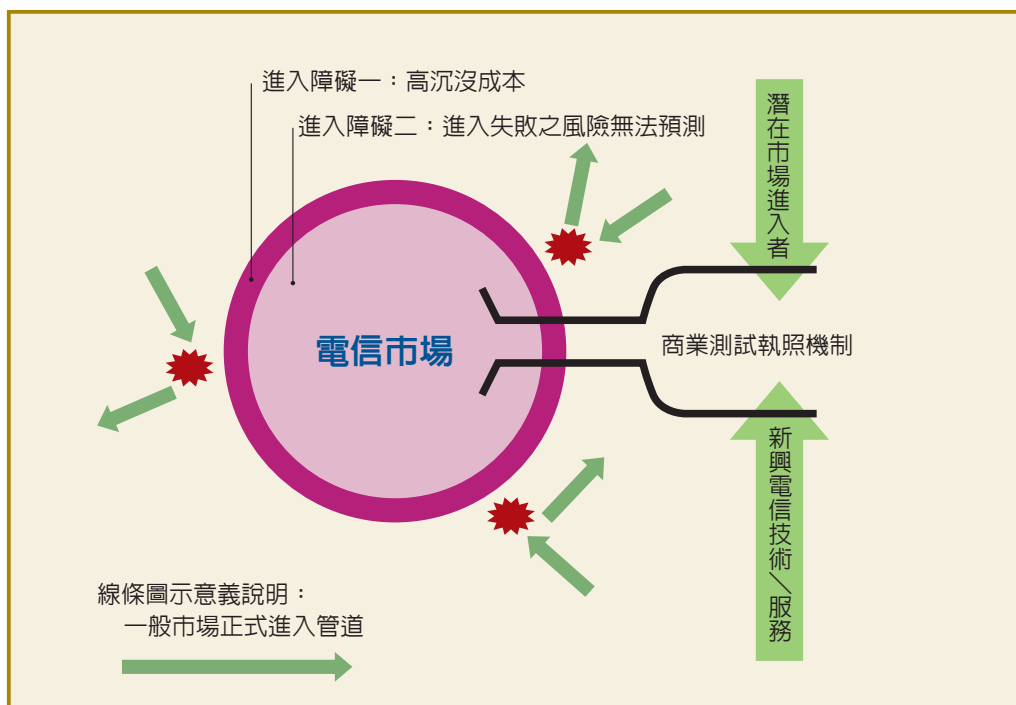 進入障礙一：高沉沒成本
進入障礙二：進入失敗之風險無法預測
潛在市場進入者
電信市場
商業測試執照機制
新興電信技術／服務
線條圖示意義說明：
一般市場正式進入管道